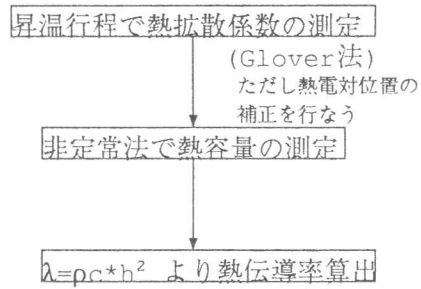 昇温行程で熱拡散係数の測定
(Glover法)
ただし熱電対位置の
補正を行なう
非定常法で熱容量の測定
λ=ρc*h² より熱伝導率算出